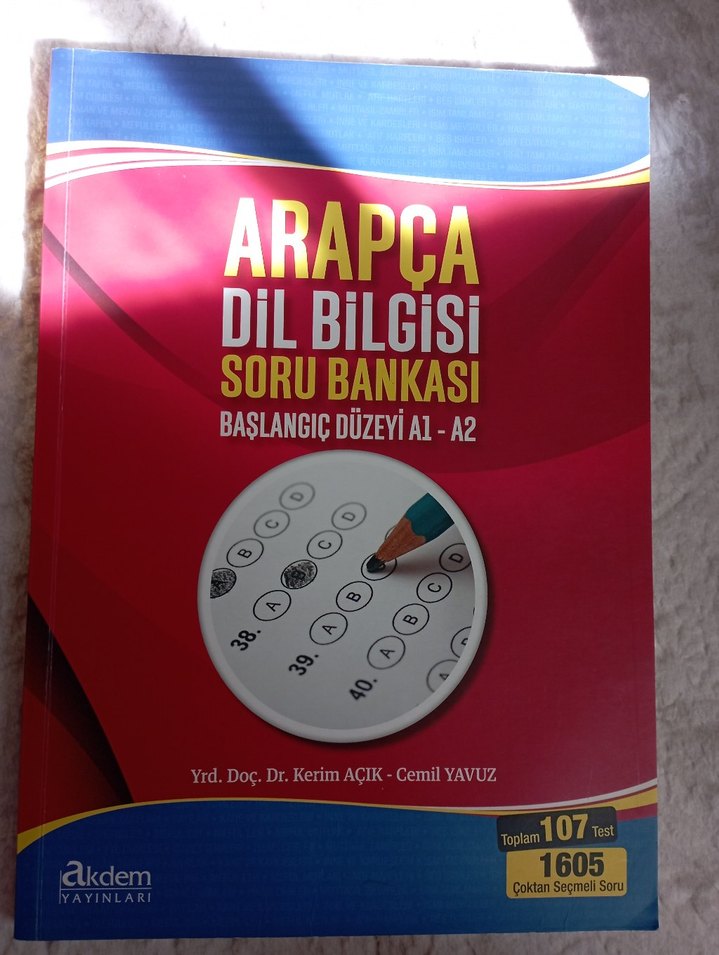 ARAPÇA
DİL BİLGİSİ
SORU BANKASI
BAŞLANGIÇ DÜZEYİ A1 - A2
D
C
B
D
C
B
A
38.
B
A
39.
D
C
B
A
40.
A
Yrd. Doç. Dr. Kerim AÇIK - Cemil YAVUZ
Toplam 107 Test
1605
Çoktan Seçmeli Soru
akdem
YAYINLARI